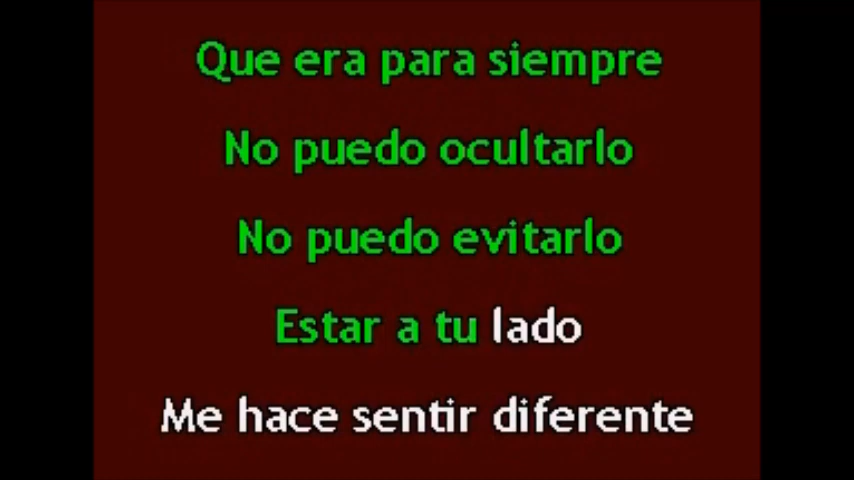 Que era para siempre
No puedo ocultarlo
No puedo evitarlo
Estar a tu lado
Me hace sentir diferente